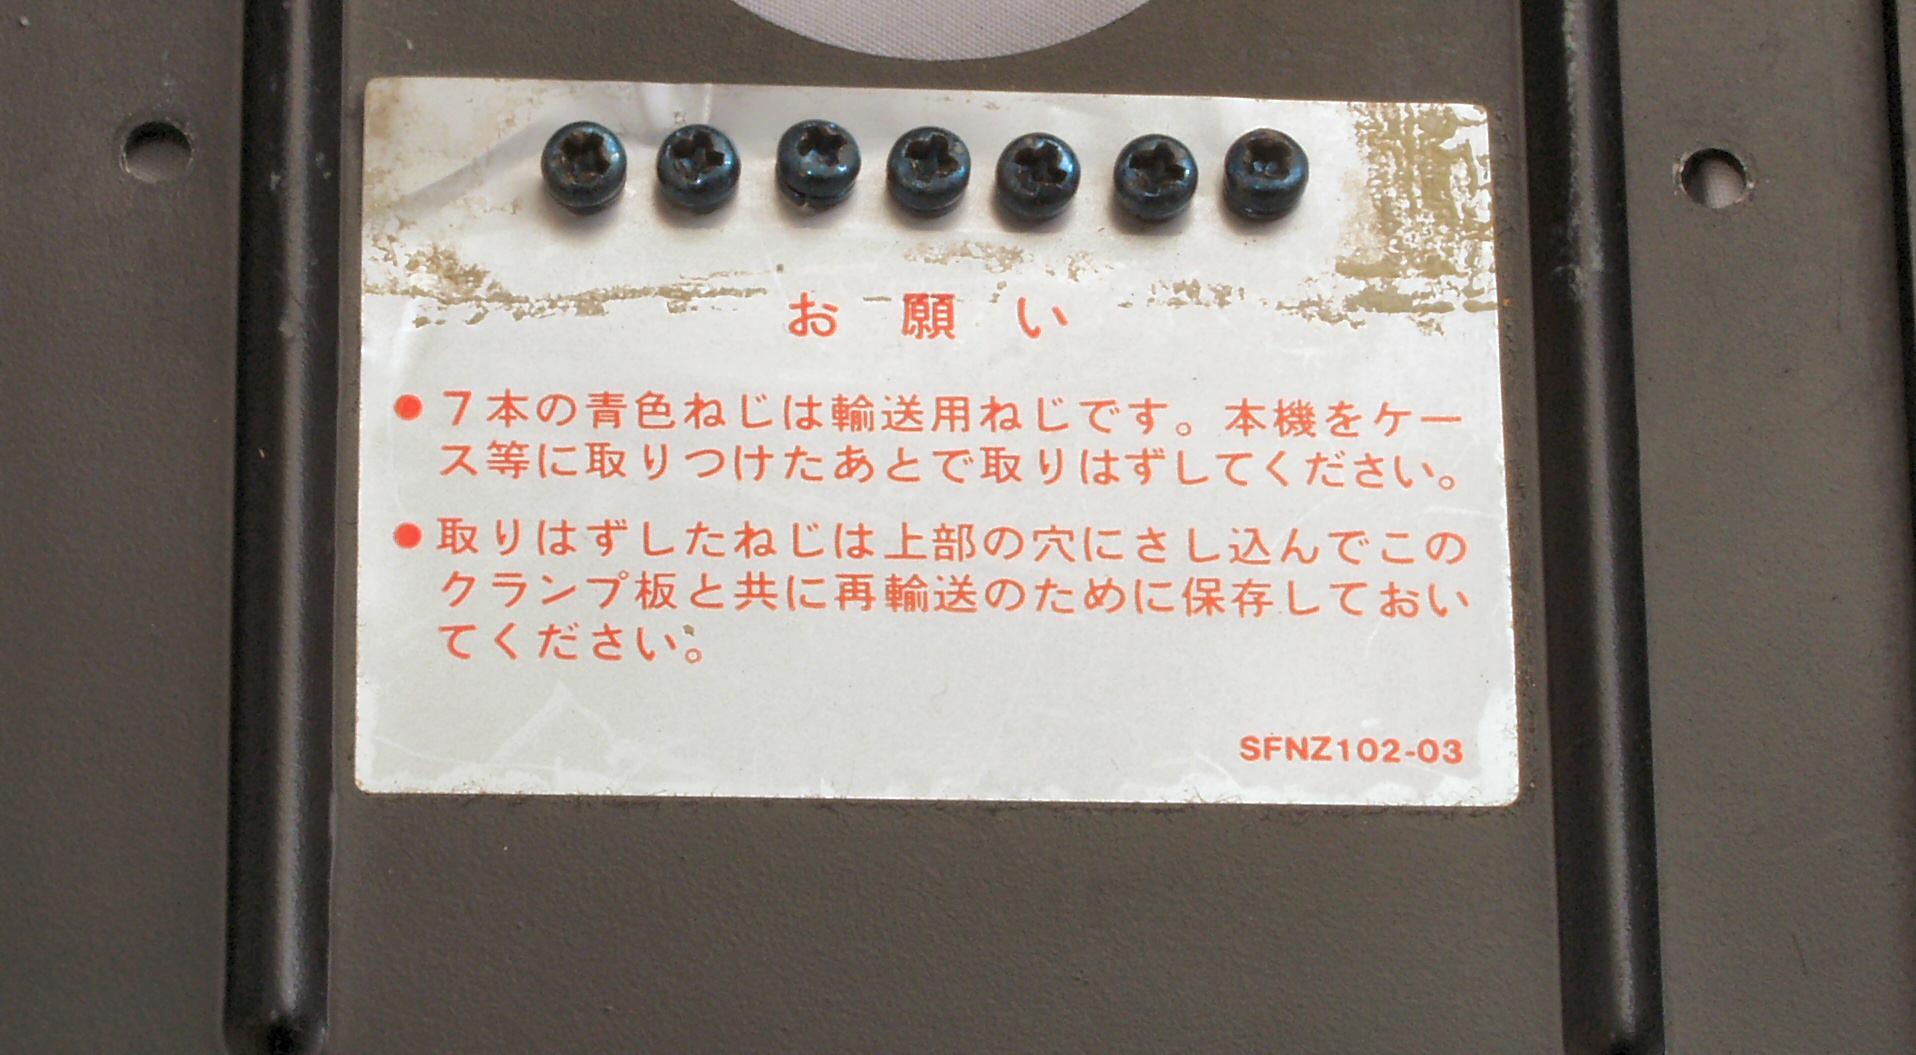 お願い
●7本の青色ねじは輸送用ねじです。本機をケー
ス等に取りつけたあとで取りはずしてください。
●取りはずしたねじは上部の穴にさし込んでこの
クランプ板と共に再輸送のために保存しておい
てください。
SFNZ102-03